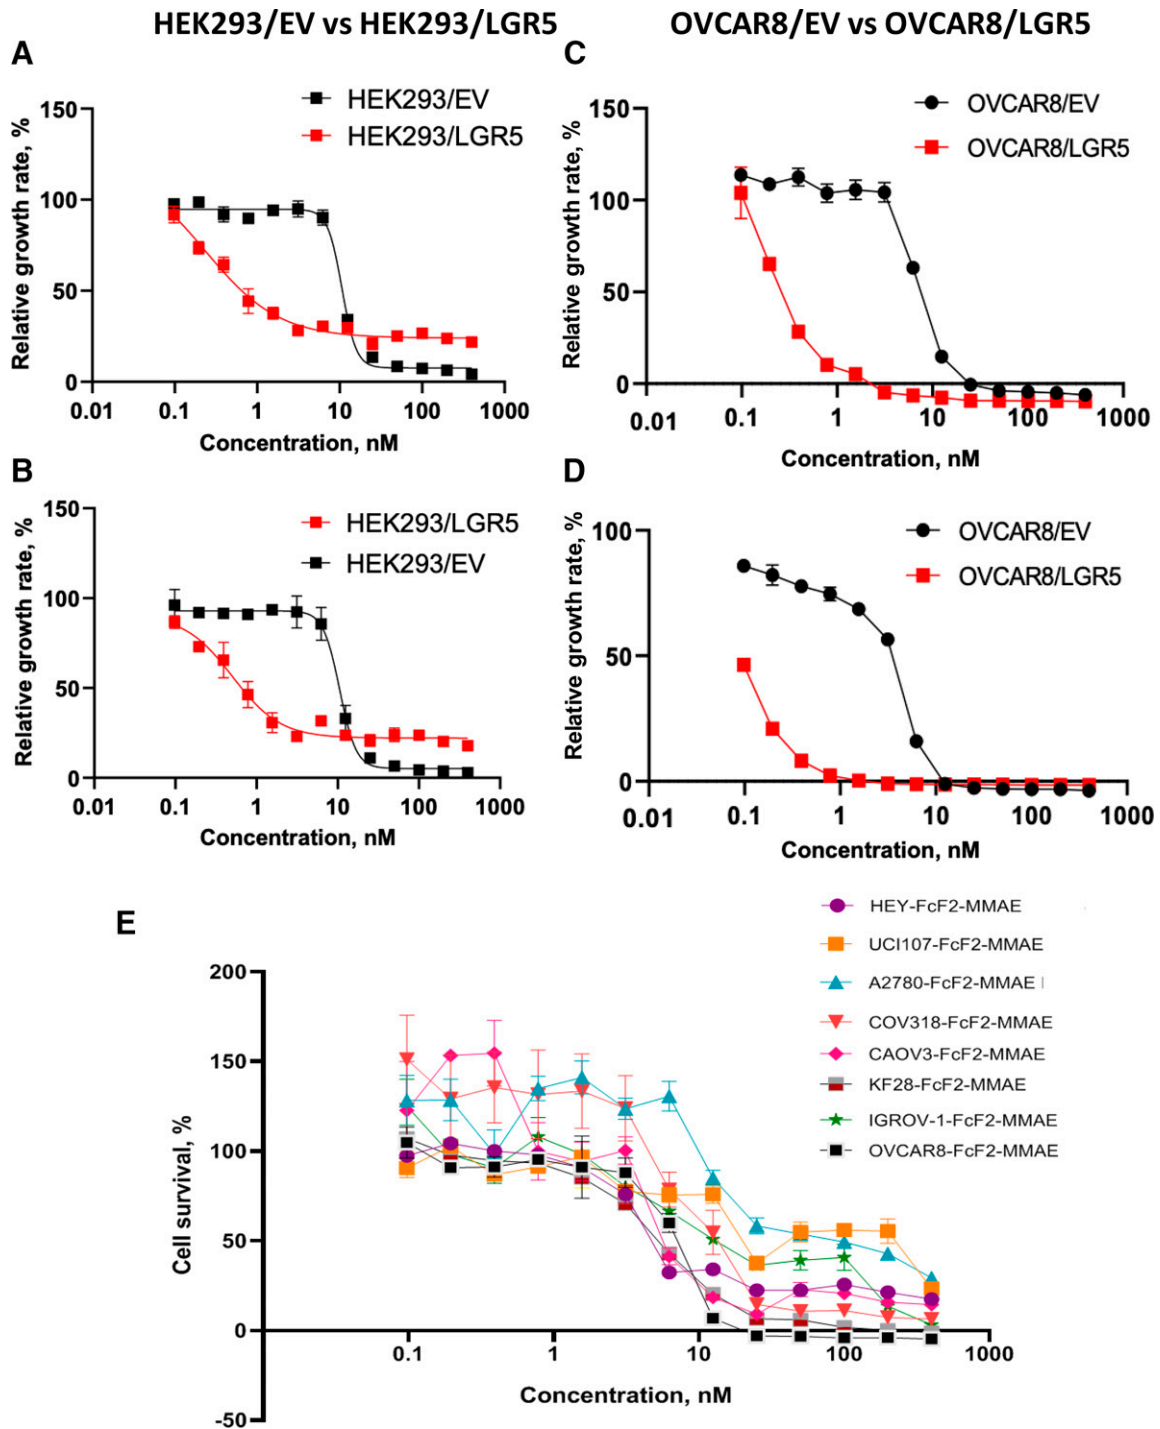 HEK293/EV vs HEK293/LGR5
OVCAR8/EV vs OVCAR8/LGR5
A
HEK293/EV
HEK293/LGR5
150
100
50
0
Relative growth rate, %
0.01 0.1 1 10 100 1000
Concentration, nM
C
OVCAR8/EV
OVCAR8/LGR5
150
100
50
0
Relative growth rate, %
0.01 0.1 1 10 100 1000
Concentration, nM
B
HEK293/LGR5
HEK293/EV
150
100
50
0
Relative growth rate, %
0.01 0.1 1 10 100 1000
Concentration, nM
D
OVCAR8/EV
OVCAR8/LGR5
100
50
0
Relative growth rate, %
0.01 0.1 1 10 100 1000
Concentration, nM
E
HEY-FcF2-MMAE
UCI107-FcF2-MMAE
A2780-FcF2-MMAE
COV318-FcF2-MMAE
CAOV3-FcF2-MMAE
KF28-FcF2-MMAE
IGROV-1-FcF2-MMAE
OVCAR8-FcF2-MMAE
200
150
100
50
0
-50
Cell survival, %
0.1 1 10 100 1000
Concentration, nM